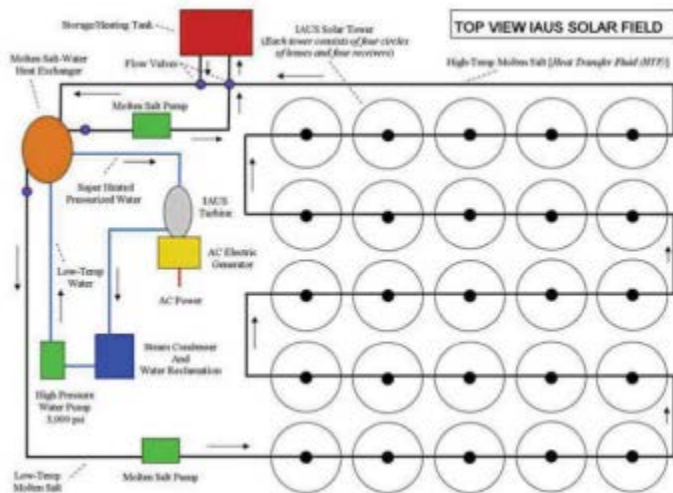 TOP VIEW IAUS SOLAR FIELD
Storage/Heating Tank
IAUS Solar Tower
(Each tower consists of four circles
of lenses and four receivers)
High-Temp Molten Salt [Heat Transfer Fluid (HTF)]
Molten Salt-Water
Heat Exchanger
Flow Valves
Molten Salt Pump
Super Heated
Pressurized Water
IAUS
Turbine
Low-Temp
Water
AC Electric
Generator
AC Power
Steam Condenser
And
Water Reclamation
High Pressure
Water Pump
3,000 psi
Low-Temp
Molten Salt
Molten Salt Pump